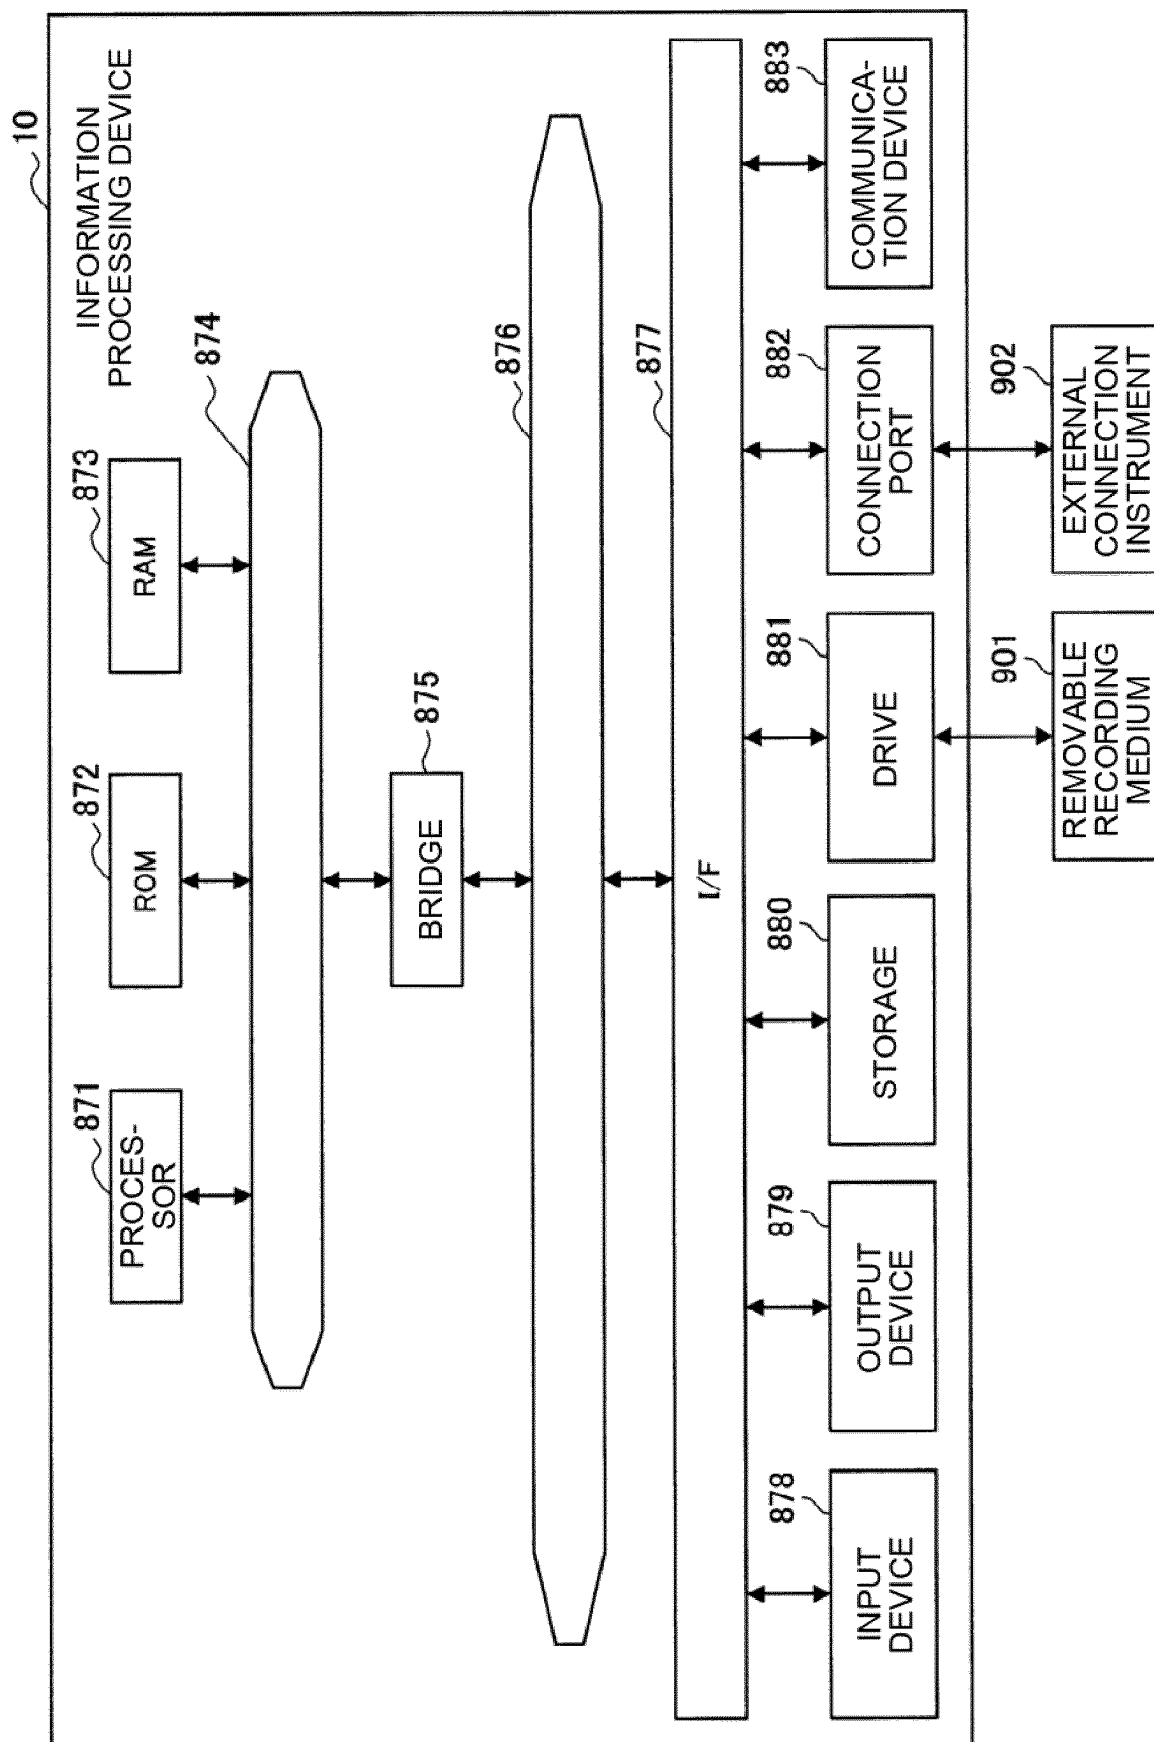 10
INFORMATION
PROCESSING DEVICE
871
PROCES-
SOR
872
ROM
873
RAM
874
875
BRIDGE
876
877
I/F
878
INPUT
DEVICE
879
OUTPUT
DEVICE
880
STORAGE
881
DRIVE
882
CONNECTION
PORT
883
COMMUNICA-
TION DEVICE
901
REMOVABLE
RECORDING
MEDIUM
902
EXTERNAL
CONNECTION
INSTRUMENT